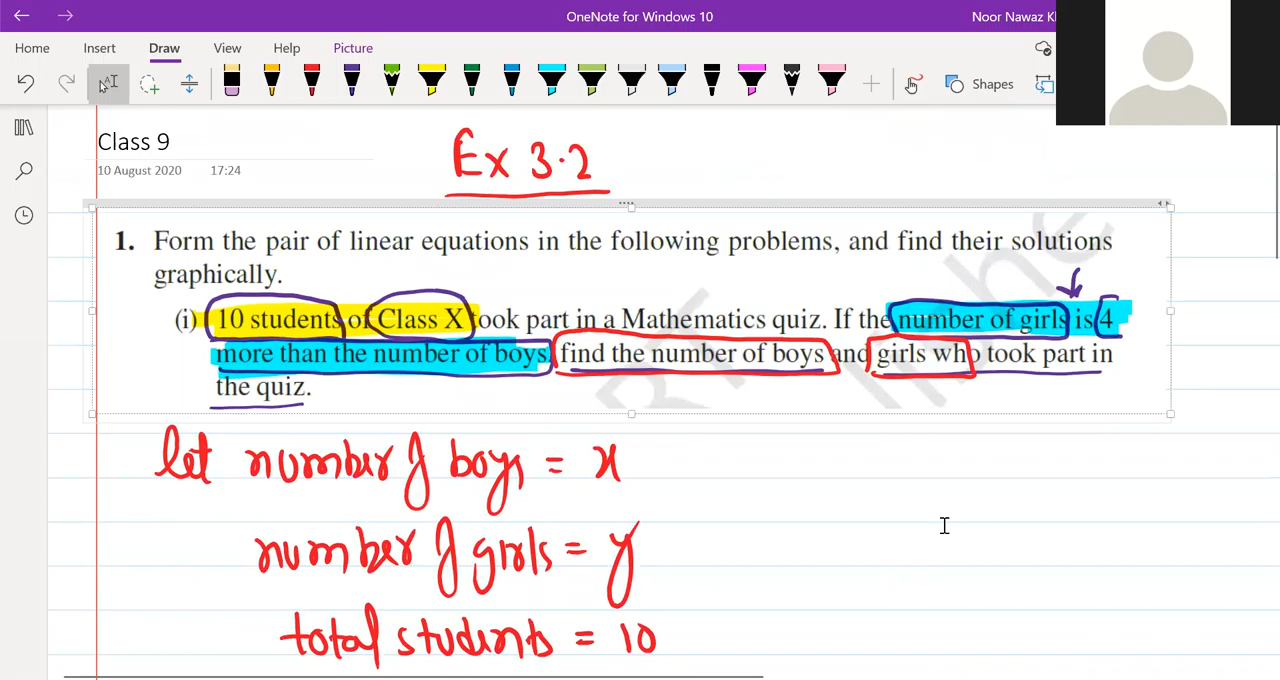 OneNote for Windows 10
Noor Nawaz Kh
Home Insert Draw View Help Picture
Shapes
Class 9
10 August 2020 17:24
Ex 3.2
1. Form the pair of linear equations in the following problems, and find their solutions
graphically.
(i) 10 students of Class X took part in a Mathematics quiz. If the number of girls is 4
more than the number of boys, find the number of boys and girls who took part in
the quiz.
let number of boys = x
number of girls = y
total students = 10